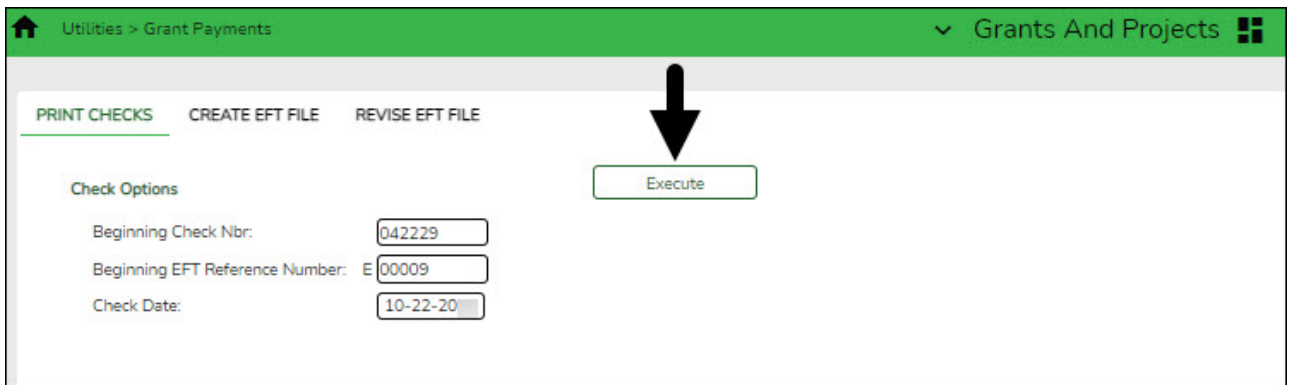 Utilities > Grant Payments
Grants And Projects
PRINT CHECKS CREATE EFT FILE REVISE EFT FILE
Execute
Check Options
Beginning Check Nbr: 042229
Beginning EFT Reference Number: E 00009
Check Date: 10-22-20